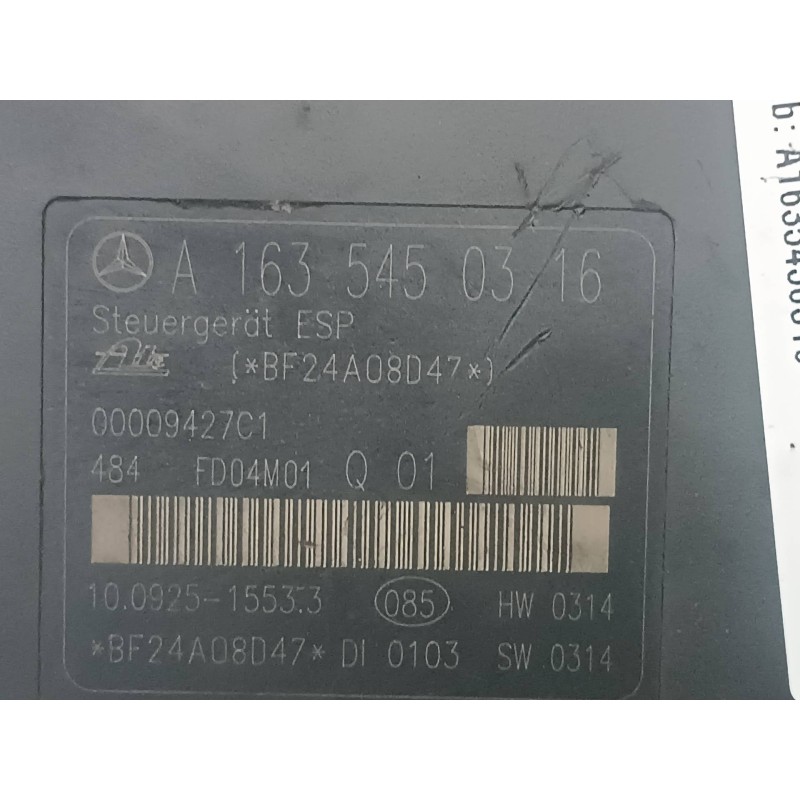 A 163 545 03 16
Steuergerät ESP
Ate (*BF24A08D47*)
00009427C1
484 FD04M01 Q 01
10.0925-1553.3 085 HW 0314
*BF24A08D47* DI 0103 SW 0314